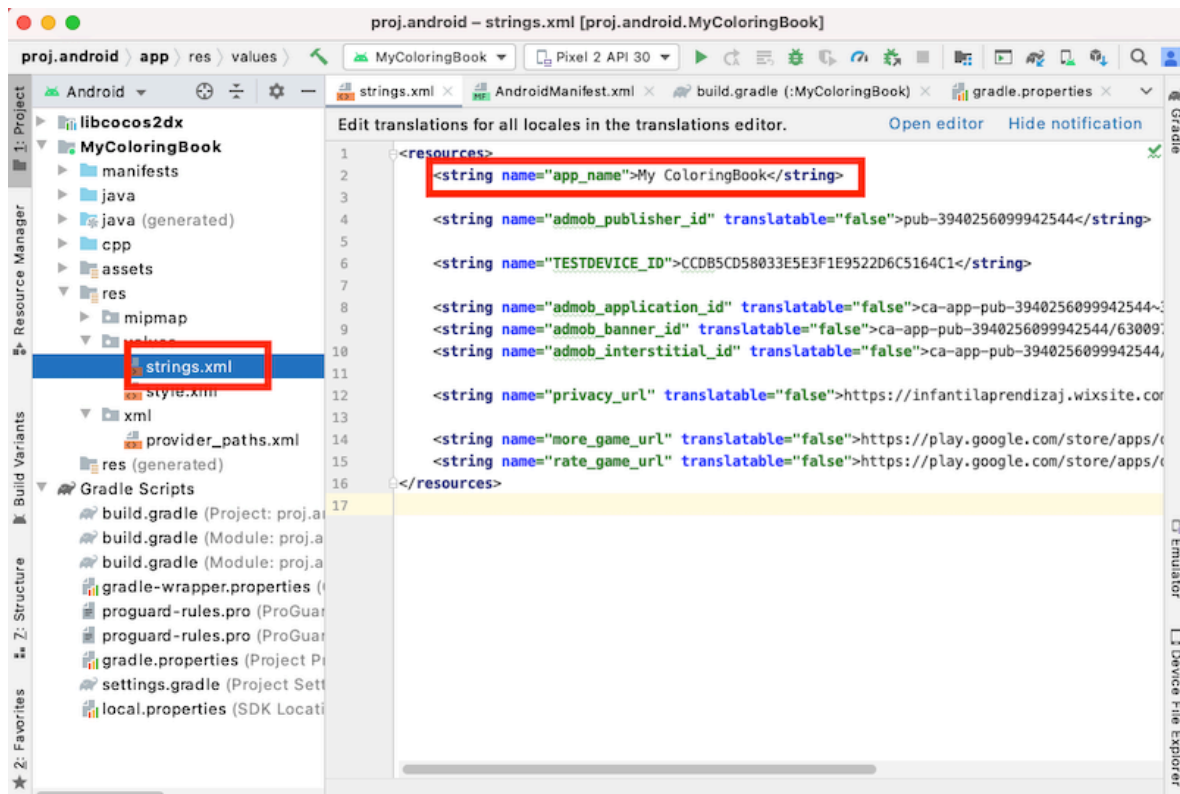 proj.android – strings.xml [proj.android.MyColoringBook]
proj.android 〉 app 〉 res 〉 values 〉 MyColoringBook Pixel 2 API 30
Android
strings.xml AndroidManifest.xml build.gradle (:MyColoringBook) gradle.properties
Edit translations for all locales in the translations editor. Open editor Hide notification
1: Project
Resource Manager
Build Variants
7: Structure
2: Favorites
libcocos2dx
MyColoringBook
manifests
java
java (generated)
cpp
assets
res
mipmap
values
strings.xml
style.xml
xml
provider_paths.xml
res (generated)
Gradle Scripts
build.gradle (Project: proj.a
build.gradle (Module: proj.a
build.gradle (Module: proj.a
gradle-wrapper.properties (
proguard-rules.pro (ProGuar
proguard-rules.pro (ProGuar
gradle.properties (Project P
settings.gradle (Project Sett
local.properties (SDK Locati
1 <resources>
2 <string name="app_name">My ColoringBook</string>
3
4 <string name="admob_publisher_id" translatable="false">pub-3940256099942544</string>
5
6 <string name="TESTDEVICE_ID">CCDB5CD58033E5E3F1E9522D6C5164C1</string>
7
8 <string name="admob_application_id" translatable="false">ca-app-pub-3940256099942544~
9 <string name="admob_banner_id" translatable="false">ca-app-pub-3940256099942544/63009
10 <string name="admob_interstitial_id" translatable="false">ca-app-pub-3940256099942544/
11
12 <string name="privacy_url" translatable="false">https://infantilaprendizaj.wixsite.co
13
14 <string name="more_game_url" translatable="false">https://play.google.com/store/apps/
15 <string name="rate_game_url" translatable="false">https://play.google.com/store/apps/
16 </resources>
17
Gradle
Emulator
Device File Explorer